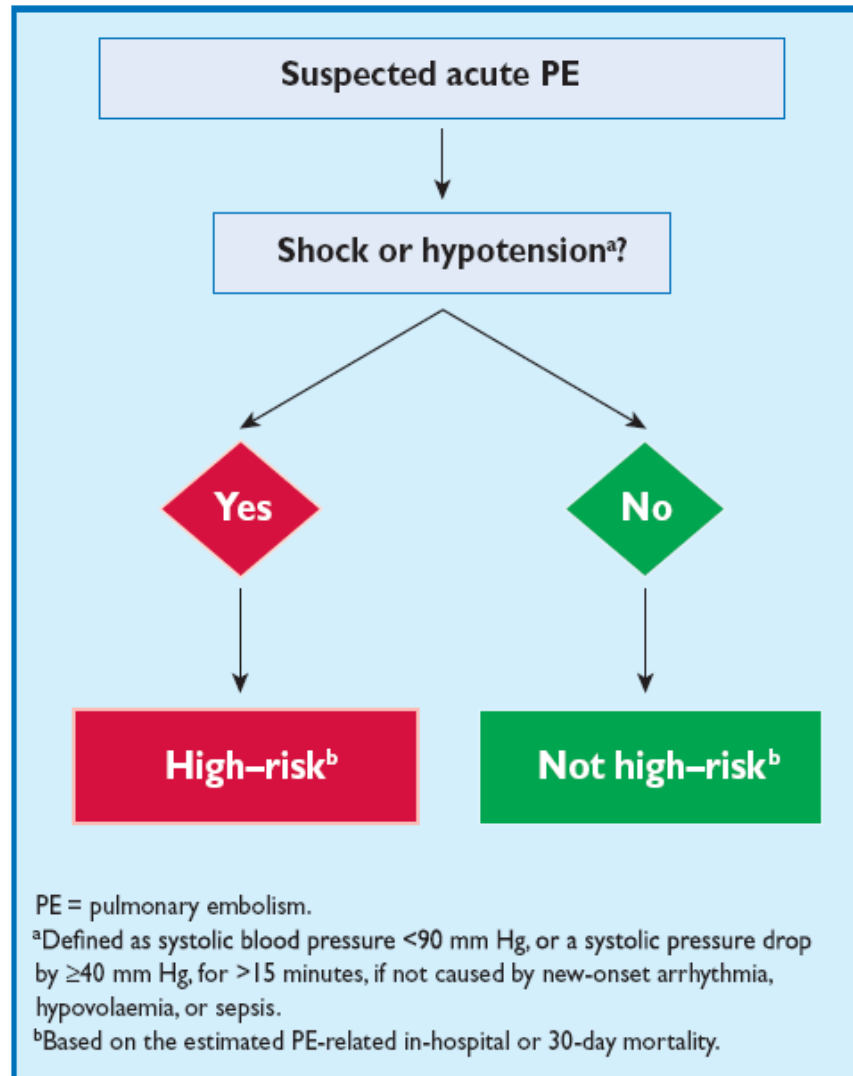 Suspected acute PE
Shock or hypotensionᵃ?
Yes
No
High–riskᵇ
Not high–riskᵇ
PE = pulmonary embolism.
ᵃDefined as systolic blood pressure <90 mm Hg, or a systolic pressure drop
by ≥40 mm Hg, for >15 minutes, if not caused by new-onset arrhythmia,
hypovolaemia, or sepsis.
ᵇBased on the estimated PE-related in-hospital or 30-day mortality.